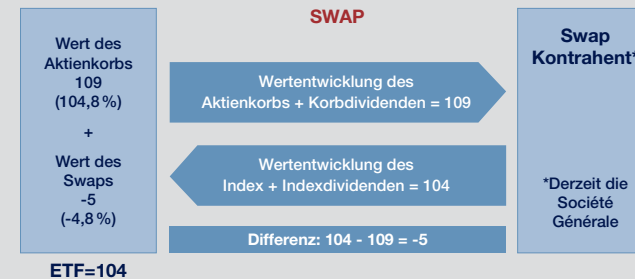 SWAP
Wert des
Aktienkorbs
109
(104,8 %)
+
Wert des
Swaps
-5
(-4,8 %)
ETF=104
Wertentwicklung des
Aktienkorbs + Korbdividenden = 109
Wertentwicklung des
Index + Indexdividenden = 104
Differenz: 104 - 109 = -5
Swap
Kontrahent*
*Derzeit die
Société
Générale